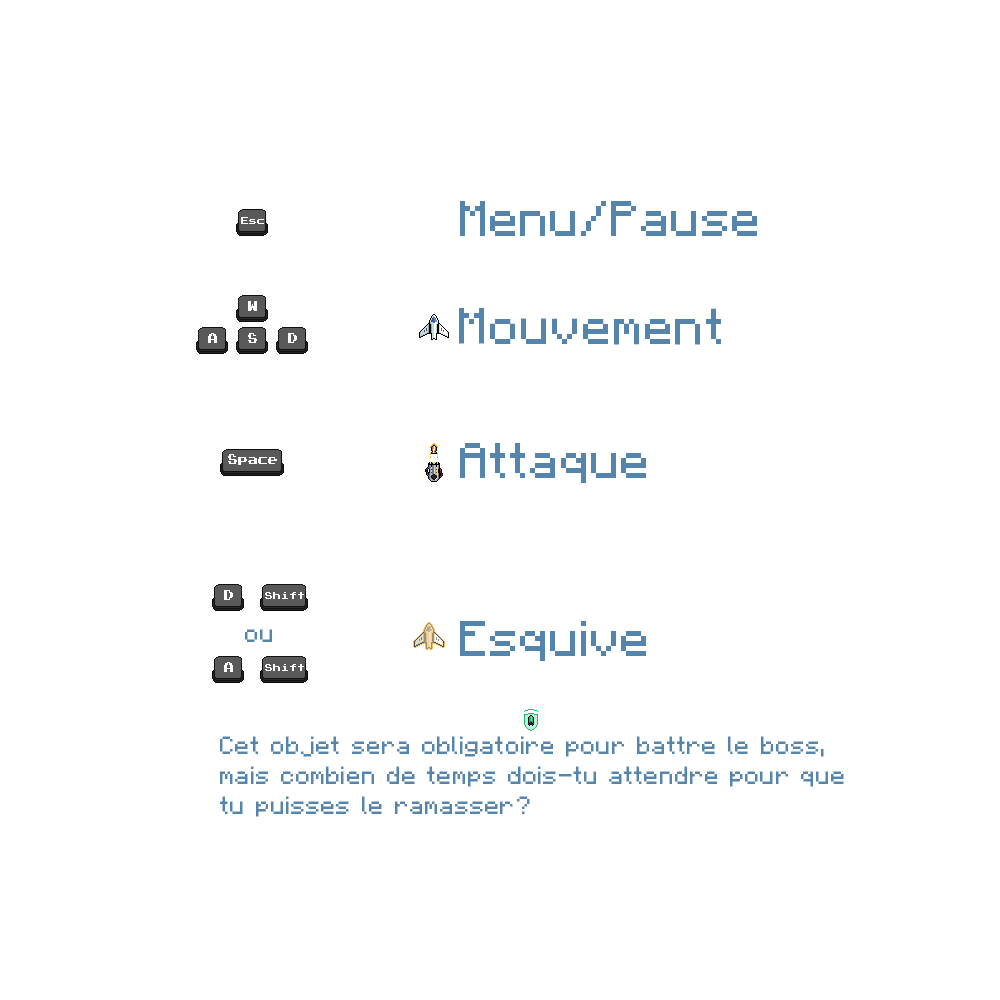 Esc Menu/Pause
W
A S D Mouvement
Space Attaque
D Shift
ou Esquive
A Shift
Cet objet sera obligatoire pour battre le boss,
mais combien de temps dois-tu attendre pour que
tu puisses le ramasser?